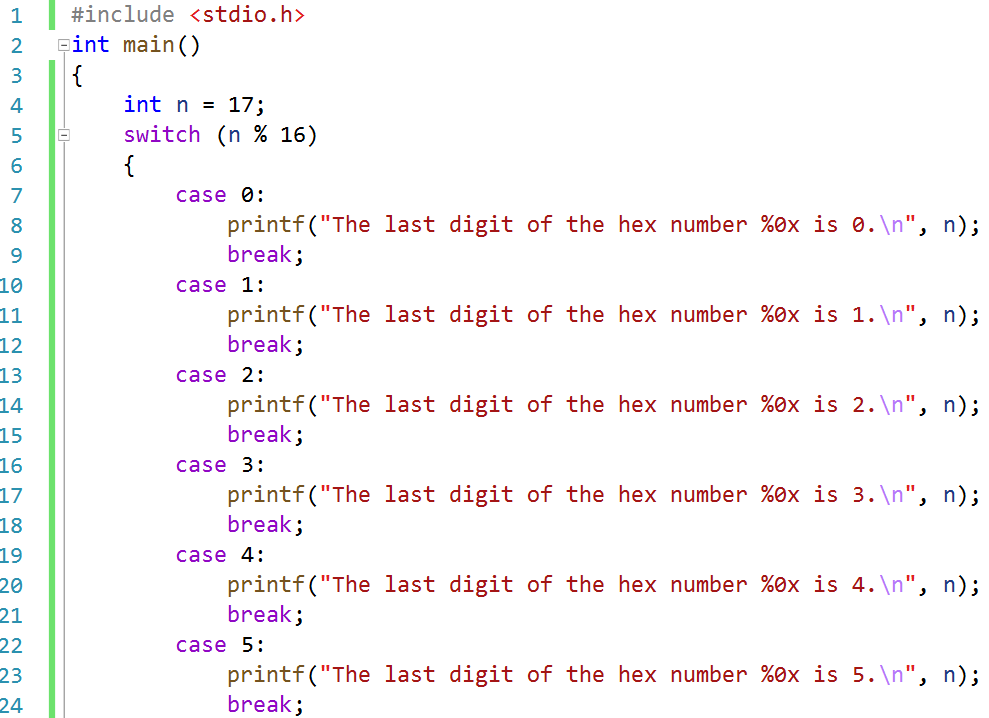 1 #include <stdio.h>
2 int main()
3 {
4     int n = 17;
5     switch (n % 16)
6     {
7         case 0:
8             printf("The last digit of the hex number %0x is 0.\n", n);
9             break;
10         case 1:
11             printf("The last digit of the hex number %0x is 1.\n", n);
12             break;
13         case 2:
14             printf("The last digit of the hex number %0x is 2.\n", n);
15             break;
16         case 3:
17             printf("The last digit of the hex number %0x is 3.\n", n);
18             break;
19         case 4:
20             printf("The last digit of the hex number %0x is 4.\n", n);
21             break;
22         case 5:
23             printf("The last digit of the hex number %0x is 5.\n", n);
24             break;